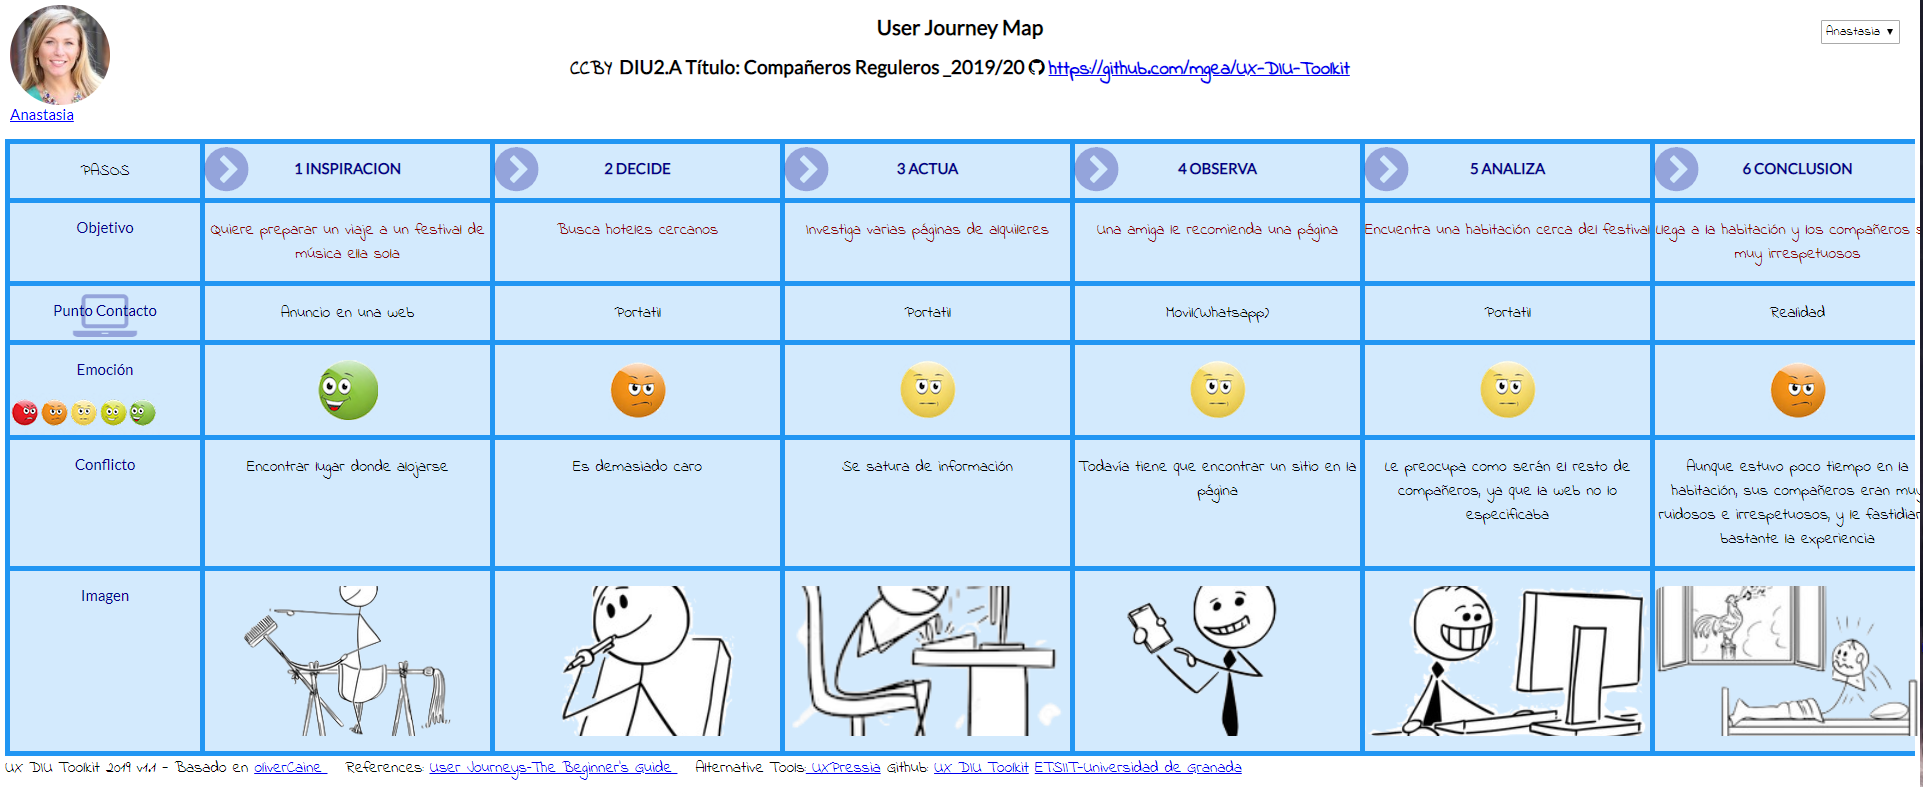 User Journey Map
Anastasia ▼
CCBY DIU2.A Título: Compañeros Reguleros _2019/20 https://github.com/mgea/UX-DIU-Toolkit
Anastasia
PASOS
1 INSPIRACION
2 DECIDE
3 ACTUA
4 OBSERVA
5 ANALIZA
6 CONCLUSION
Objetivo
Quiere preparar un viaje a un festival de
música ella sola
Busca hoteles cercanos
Investiga varias páginas de alquileres
Una amiga le recomienda una página
Encuentra una habitación cerca del festival
Llega a la habitación y los compañeros s
muy irrespetuosos
Punto Contacto
Anuncio en una web
Portatil
Portatil
Movil(Whatsapp)
Portatil
Realidad
Emoción
Conflicto
Encontrar lugar donde alojarse
Es demasiado caro
Se satura de información
Todavía tiene que encontrar un sitio en la
página
Le preocupa como serán el resto de
compañeros, ya que la web no lo
especificaba
Aunque estuvo poco tiempo en la
habitación, sus compañeros eran muy
ruidosos e irrespetuosos, y le fastidiar
bastante la experiencia
Imagen
UX DIU Toolkit 2019 v1.1 - Basado en oliverCaine References: User Journeys-The Beginner's Guide Alternative Tools: UXPressia Github: UX DIU Toolkit ETSIIT-Universidad de Granada